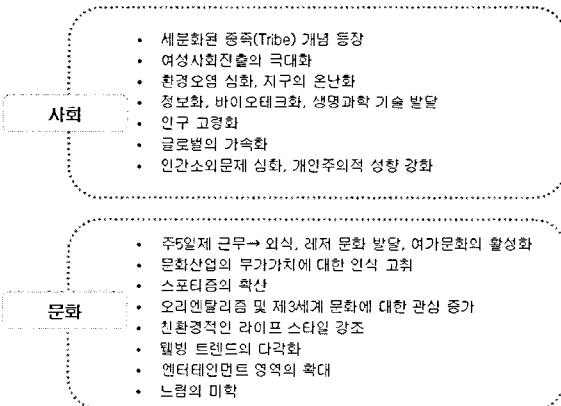 사회
• 세분화된 종족(Tribe) 개념 등장
• 여성사회진출의 극대화
• 환경오염 심화, 지구의 온난화
• 정보화, 바이오테크화, 생명과학 기술 발달
• 인구 고령화
• 글로벌의 가속화
• 인간소외문제 심화, 개인주의적 성향 강화
문화
• 주5일제 근무→ 외식, 레저 문화 발달, 여가문화의 활성화
• 문화산업의 부가가치에 대한 인식 고취
• 스포티즘의 확산
• 오리엔탈리즘 및 제3세계 문화에 대한 관심 증가
• 친환경적인 라이프 스타일 강조
• 웰빙 트렌드의 다각화
• 엔터테인먼트 영역의 확대
• 느림의 미학